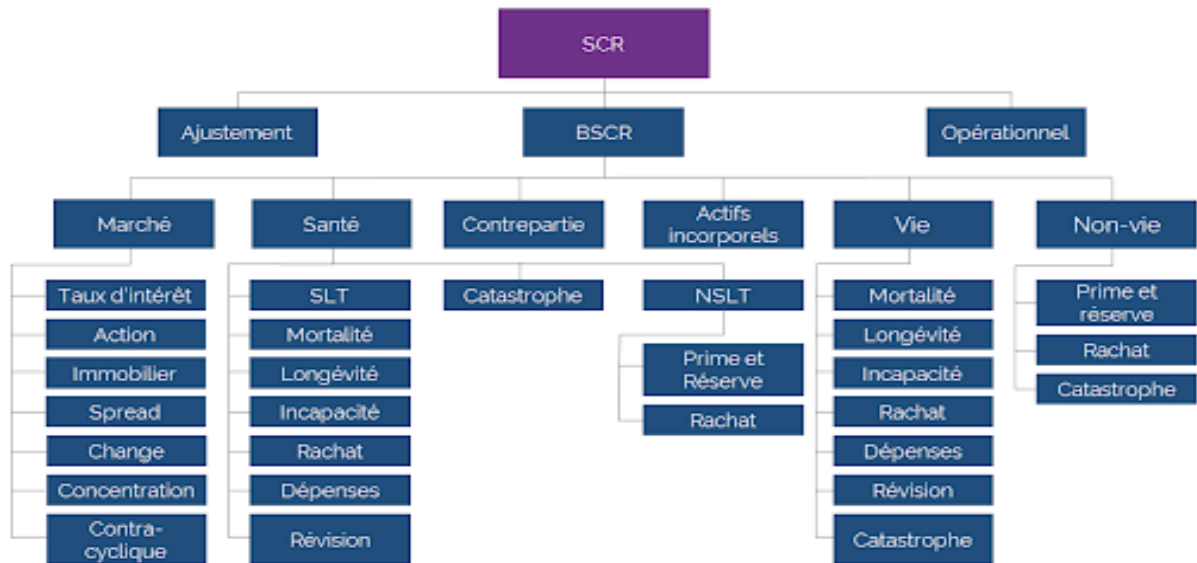 SCR
Ajustement
BSCR
Opérationnel
Marché
Santé
Contrepartie
Actifs
incorporels
Vie
Non-vie
Taux d'intérêt
Action
Immobilier
Spread
Change
Concentration
Contra-
cyclique
SLT
Mortalité
Longévité
Incapacité
Rachat
Dépenses
Révision
Catastrophe
NSLT
Prime et
Réserve
Rachat
Mortalité
Longévité
Incapacité
Rachat
Dépenses
Révision
Catastrophe
Prime et
réserve
Rachat
Catastrophe